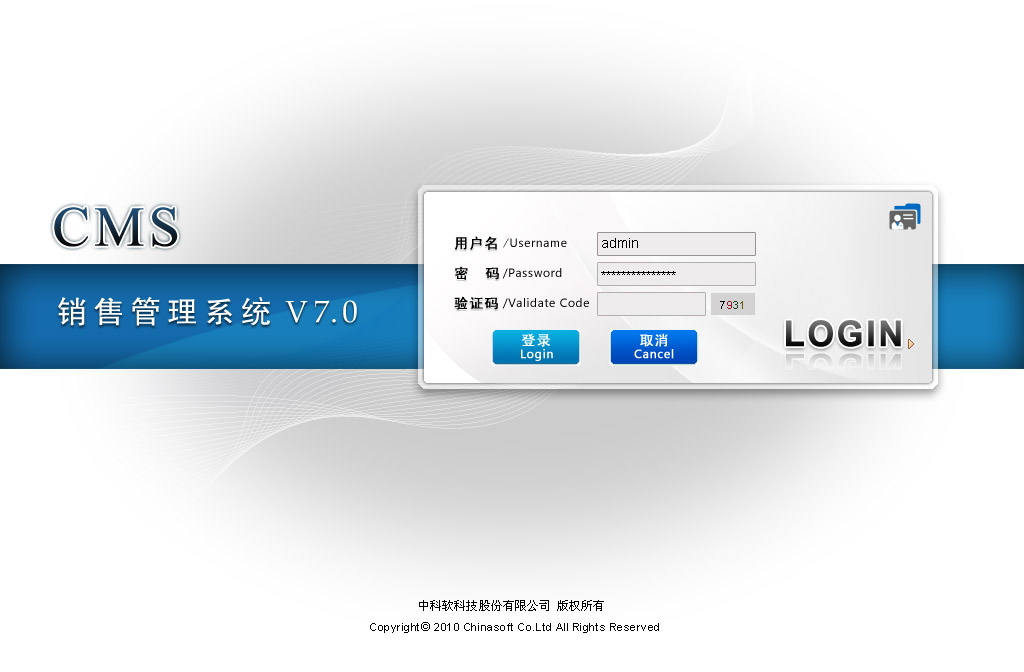 CMS
销售管理系统 V7.0
用户名 /Username
admin
密 码 /Password
***************
验证码 /Validate Code
7931
登录
Login
取消
Cancel
LOGIN
中科软科技股份有限公司 版权所有
Copyright© 2010 Chinasoft Co.Ltd All Rights Reserved